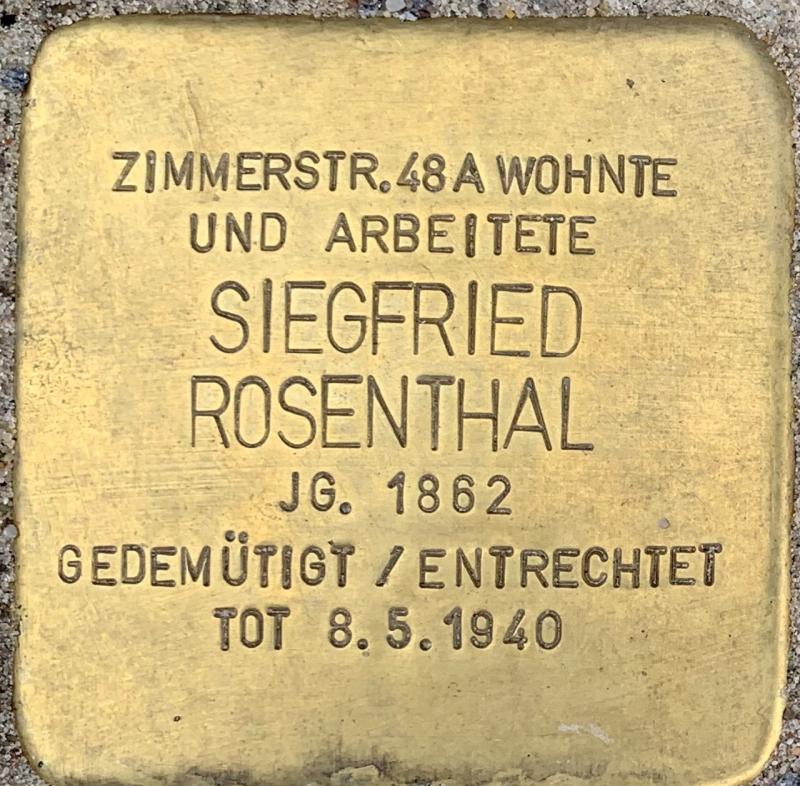 ZIMMERSTR. 48 A WOHNTE
UND ARBEITETE
SIEGFRIED
ROSENTHAL
JG. 1862
GEDEMÜTIGT / ENTRECHTET
TOT 8.5.1940